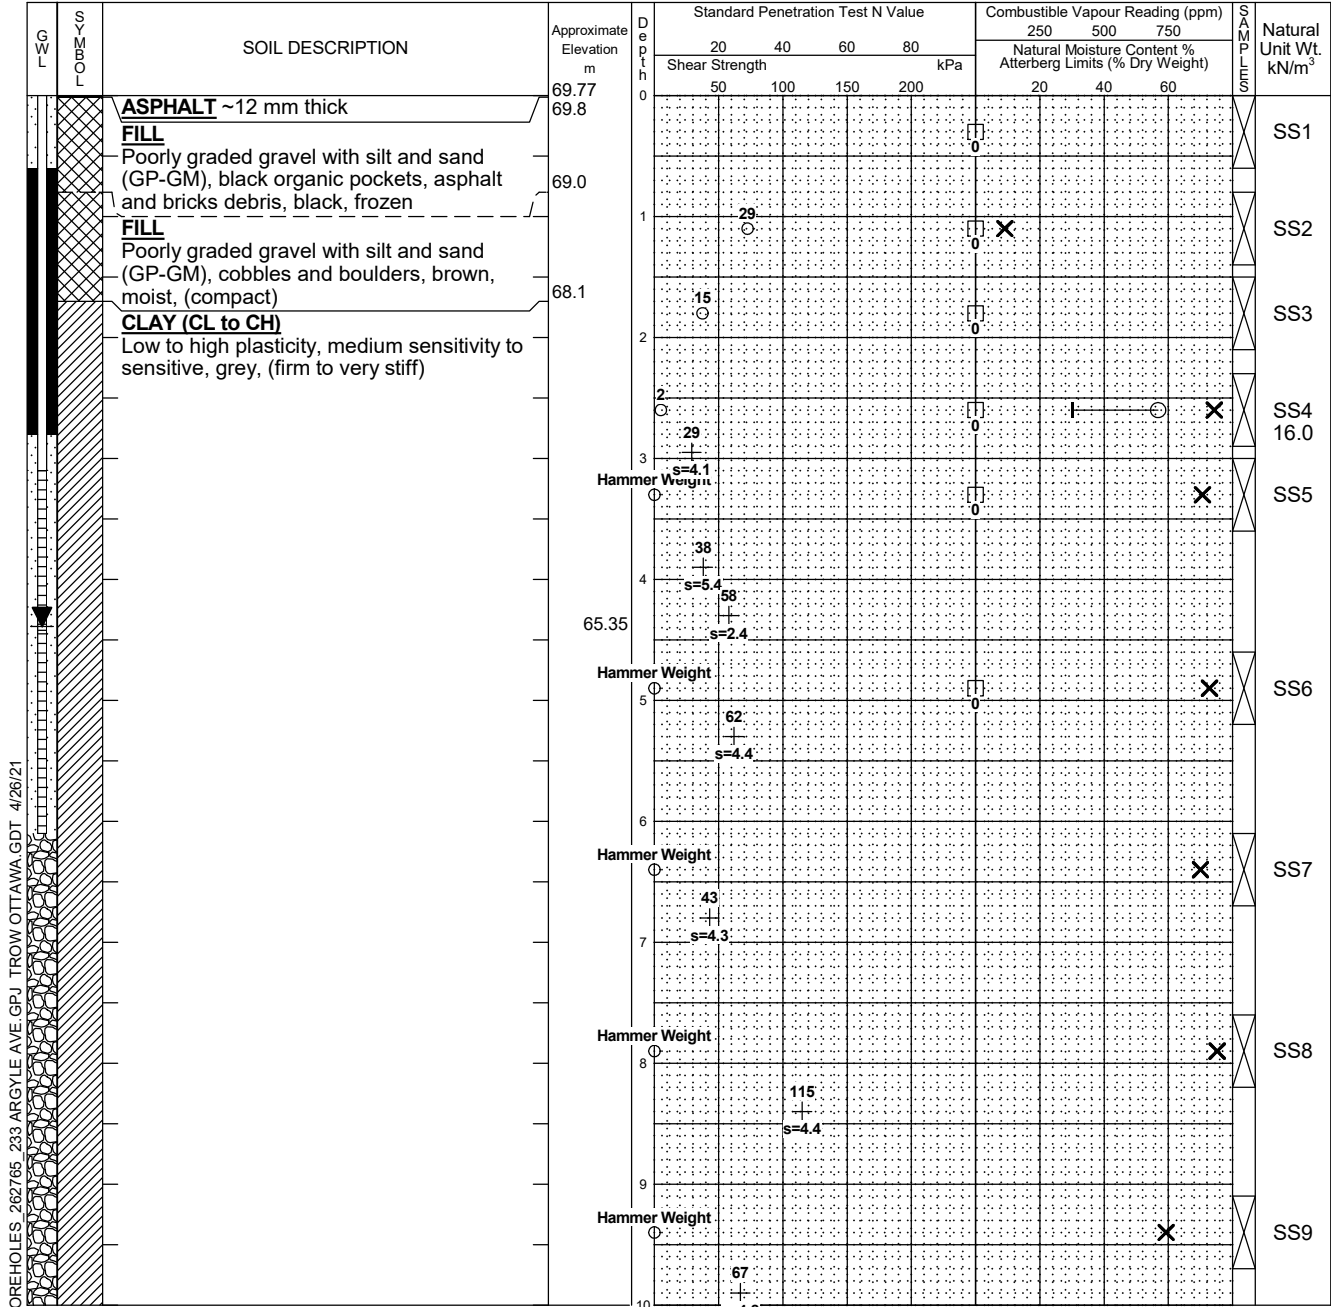 GWL
SYMBOL
SOIL DESCRIPTION
Approximate
Elevation
m
69.77
Depth
Standard Penetration Test N Value
20 40 60 80
Shear Strength kPa
50 100 150 200
Combustible Vapour Reading (ppm)
250 500 750
Natural Moisture Content %
Atterberg Limits (% Dry Weight)
20 40 60
SAMPLES
Natural
Unit Wt.
kN/m³
0
ASPHALT ~12 mm thick
69.8
FILL
Poorly graded gravel with silt and sand
(GP-GM), black organic pockets, asphalt
and bricks debris, black, frozen
69.0
FILL
Poorly graded gravel with silt and sand
(GP-GM), cobbles and boulders, brown,
moist, (compact)
68.1
CLAY (CL to CH)
Low to high plasticity, medium sensitivity to
sensitive, grey, (firm to very stiff)
65.35
0
SS1
1
29
0
SS2
15
0
SS3
2
2
0
SS4
16.0
29
s=4.1
3
Hammer Weight
0
SS5
38
s=5.4
4
58
s=2.4
Hammer Weight
0
SS6
5
62
s=4.4
6
Hammer Weight
SS7
43
s=4.3
7
Hammer Weight
SS8
8
115
s=4.4
9
Hammer Weight
SS9
67
10
OREHOLES_262765_233 ARGYLE AVE.GPJ TROW OTTAWA.GDT 4/26/21